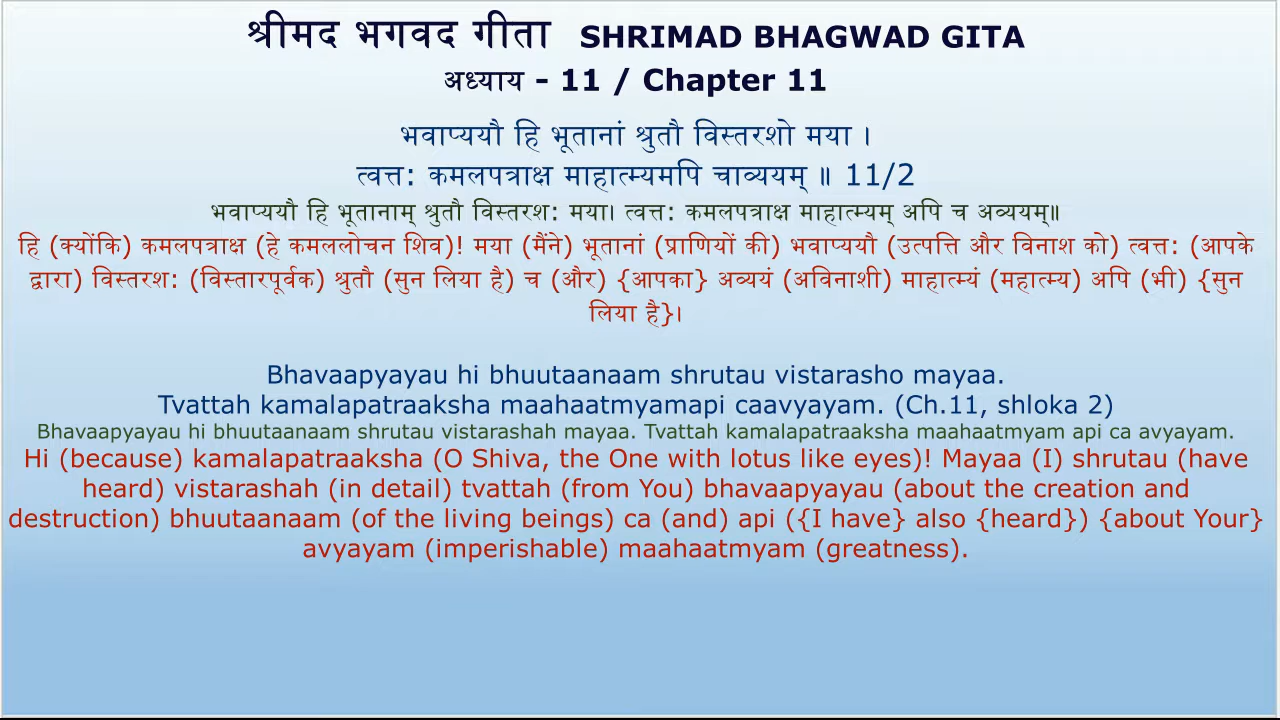 श्रीमद भगवद गीता SHRIMAD BHAGWAD GITA
अध्याय - 11 / Chapter 11
भवाप्ययौ हि भूतानां श्रुतौ विस्तरशो मया ।
त्वत्त: कमलपत्राक्ष माहात्म्यमपि चाव्ययम् ॥ 11/2
भवाप्ययौ हि भूतानाम् श्रुतौ विस्तरश: मया। त्वत्त: कमलपत्राक्ष माहात्म्यम् अपि च अव्ययम्॥
हि (क्योंकि) कमलपत्राक्ष (हे कमललोचन शिव)! मया (मैंने) भूतानां (प्राणियों की) भवाप्ययौ (उत्पत्ति और विनाश को) त्वत्त: (आपके
द्वारा) विस्तरश: (विस्तारपूर्वक) श्रुतौ (सुन लिया है) च (और) {आपका} अव्ययं (अविनाशी) माहात्म्यं (महात्म्य) अपि (भी) {सुन
लिया है}।
Bhavaapyayau hi bhuutaanaam shrutau vistarasho mayaa.
Tvattah kamalapatraaksha maahaatmyamapi caavyayam. (Ch.11, shloka 2)
Bhavaapyayau hi bhuutaanaam shrutau vistarashah mayaa. Tvattah kamalapatraaksha maahaatmyam api ca avyayam.
Hi (because) kamalapatraaksha (O Shiva, the One with lotus like eyes)! Mayaa (I) shrutau (have
heard) vistarashah (in detail) tvattah (from You) bhavaapyayau (about the creation and
destruction) bhuutaanaam (of the living beings) ca (and) api ({I have} also {heard}) {about Your}
avyayam (imperishable) maahaatmyam (greatness).